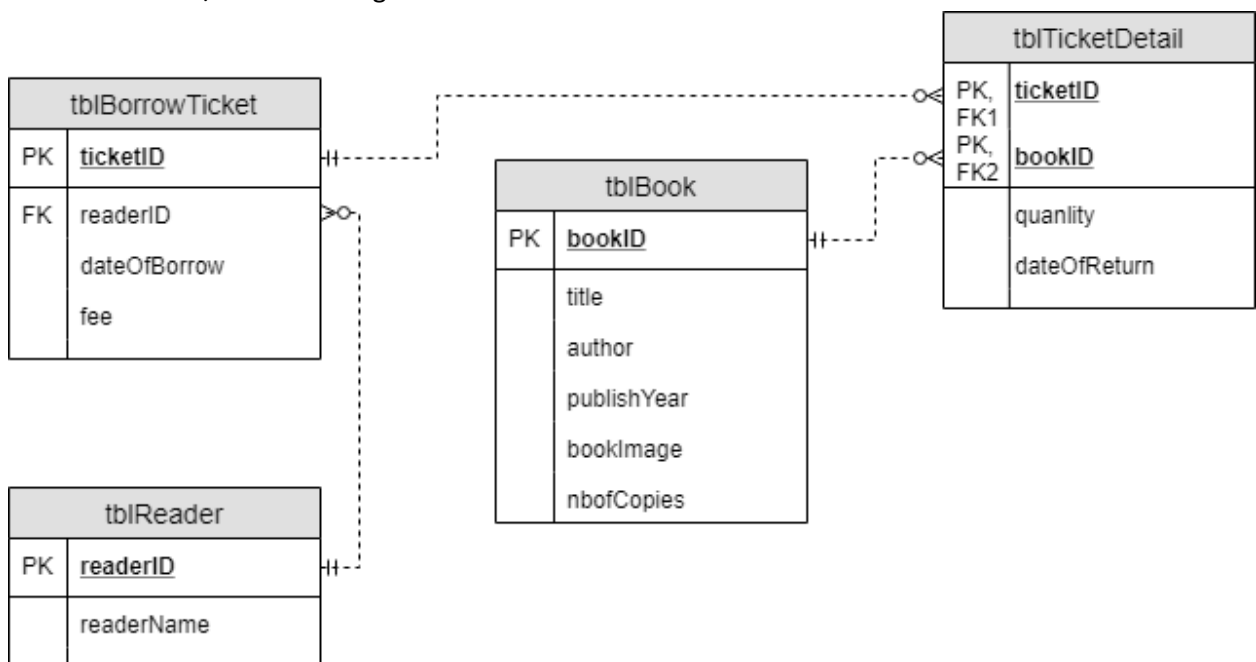 tblTicketDetail
PK, FK1 ticketID
PK, FK2 bookID
quanlity
dateOfReturn
tblBorrowTicket
PK ticketID
FK readerID
dateOfBorrow
fee
tblBook
PK bookID
title
author
publishYear
bookImage
nbofCopies
tblReader
PK readerID
readerName